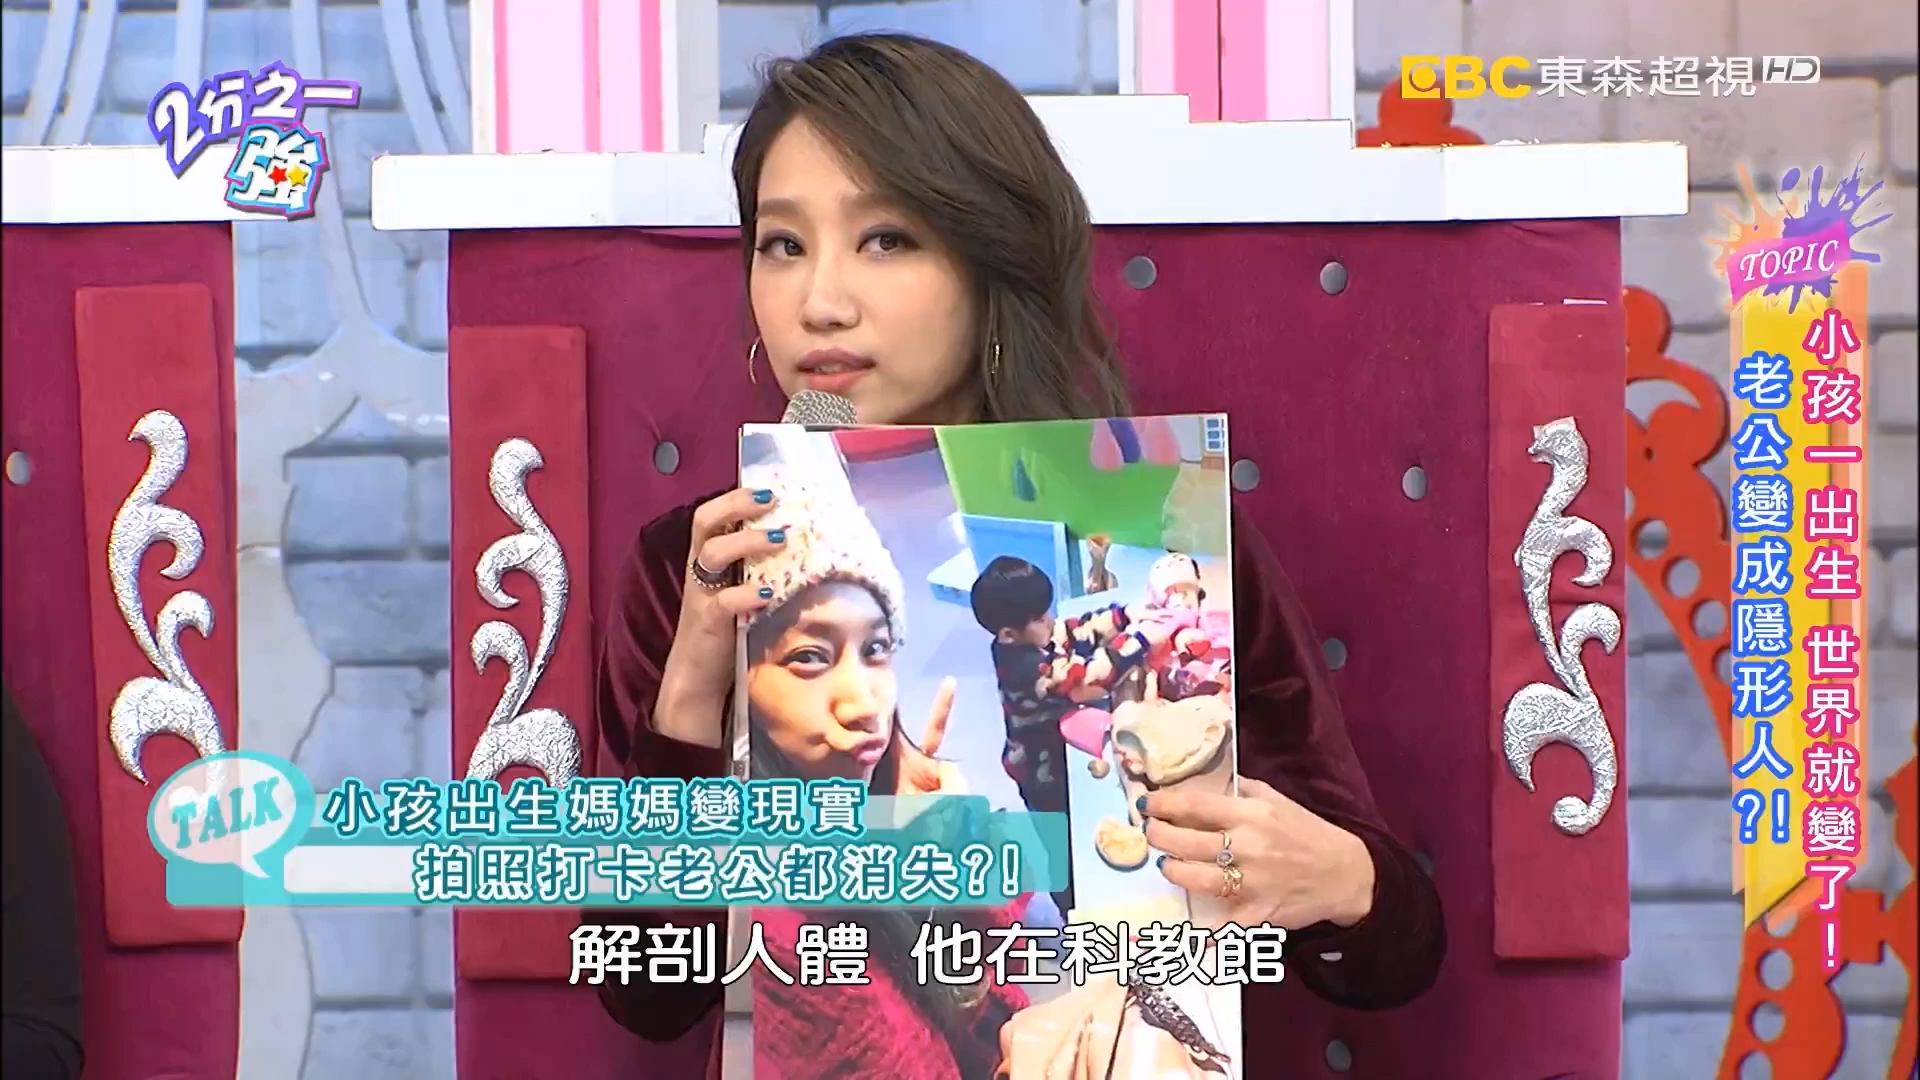 2分之一
強
EBC東森超視HD
TOPIC
小孩一出生 世界就變了!
老公變成隱形人?!
TALK
小孩出生媽媽變現實
拍照打卡老公都消失?!
解剖人體 他在科教館